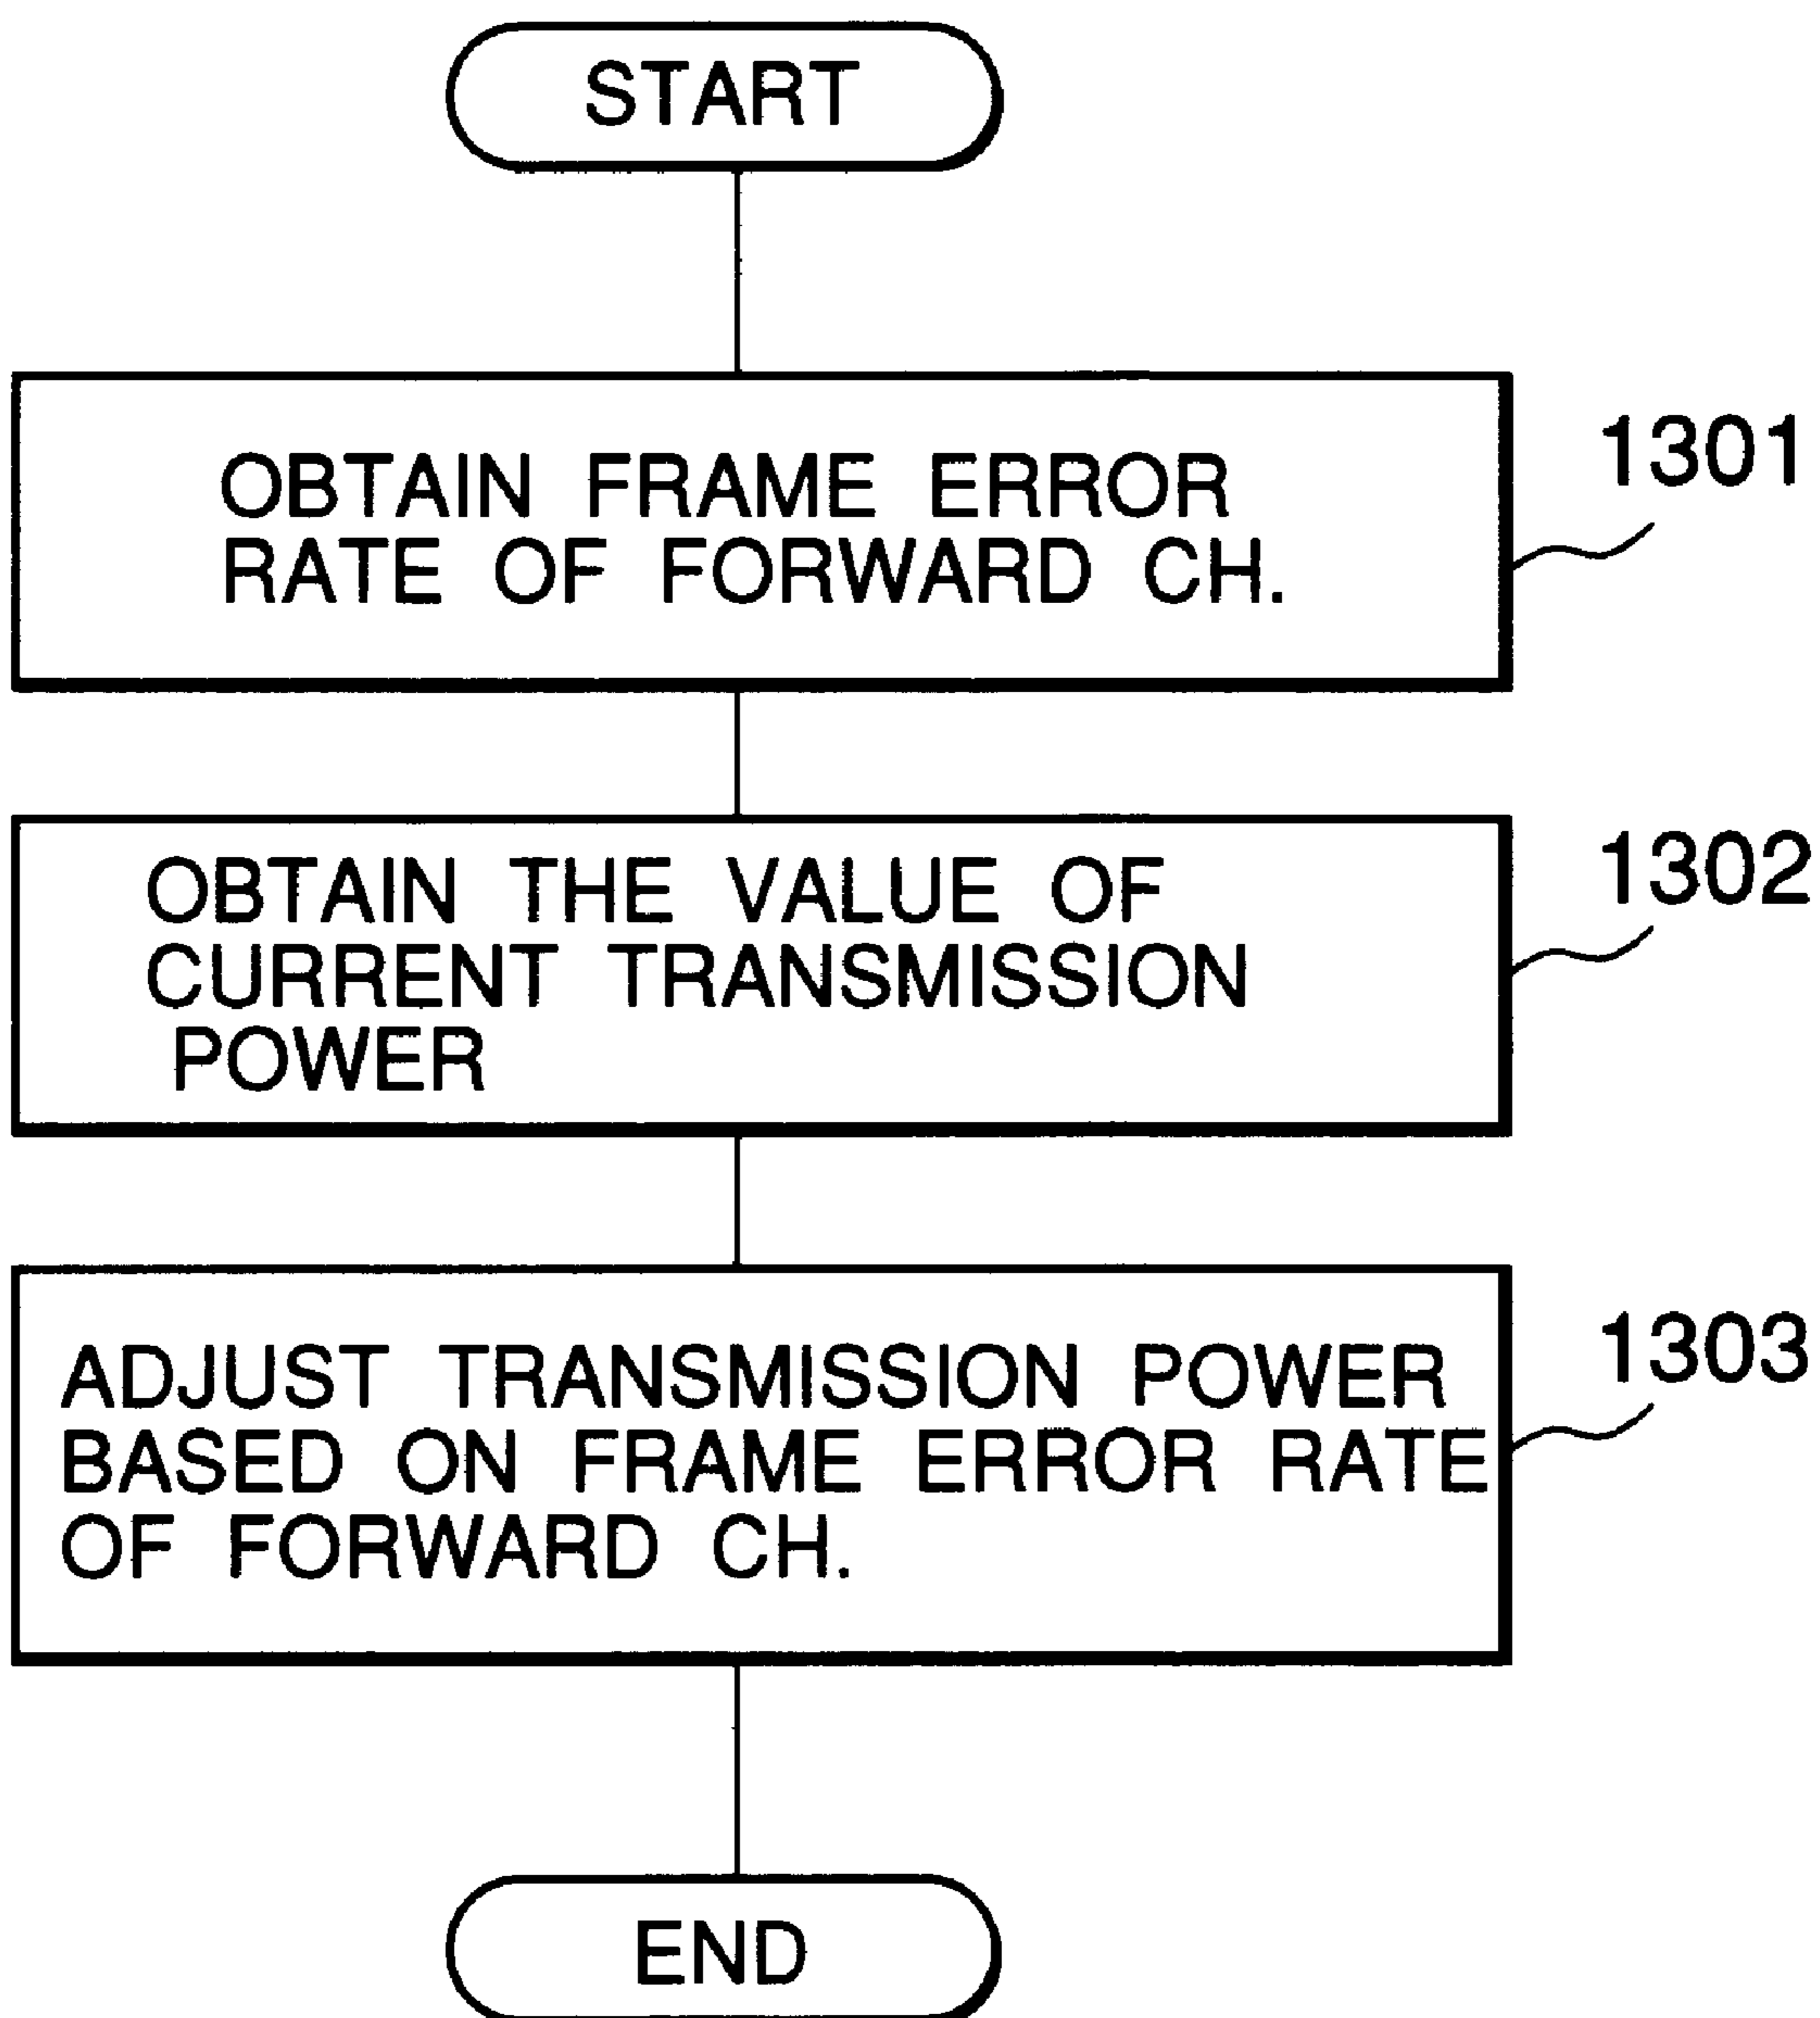 START
OBTAIN FRAME ERROR
RATE OF FORWARD CH.
1301
OBTAIN THE VALUE OF
CURRENT TRANSMISSION
POWER
1302
ADJUST TRANSMISSION POWER
BASED ON FRAME ERROR RATE
OF FORWARD CH.
1303
END